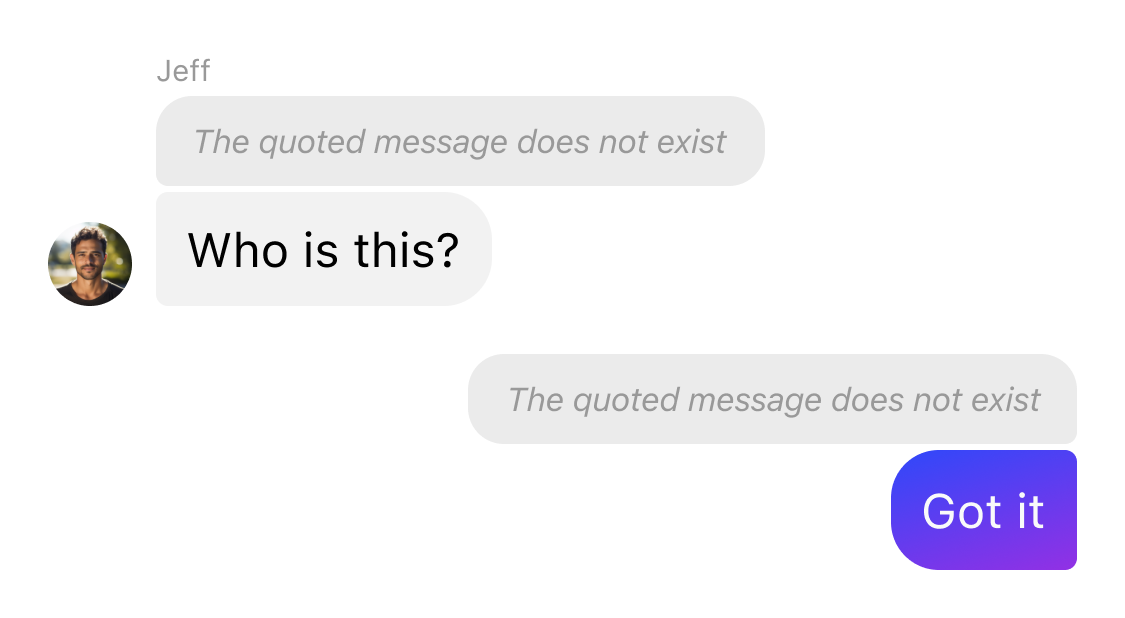 Jeff
The quoted message does not exist
Who is this?
The quoted message does not exist
Got it